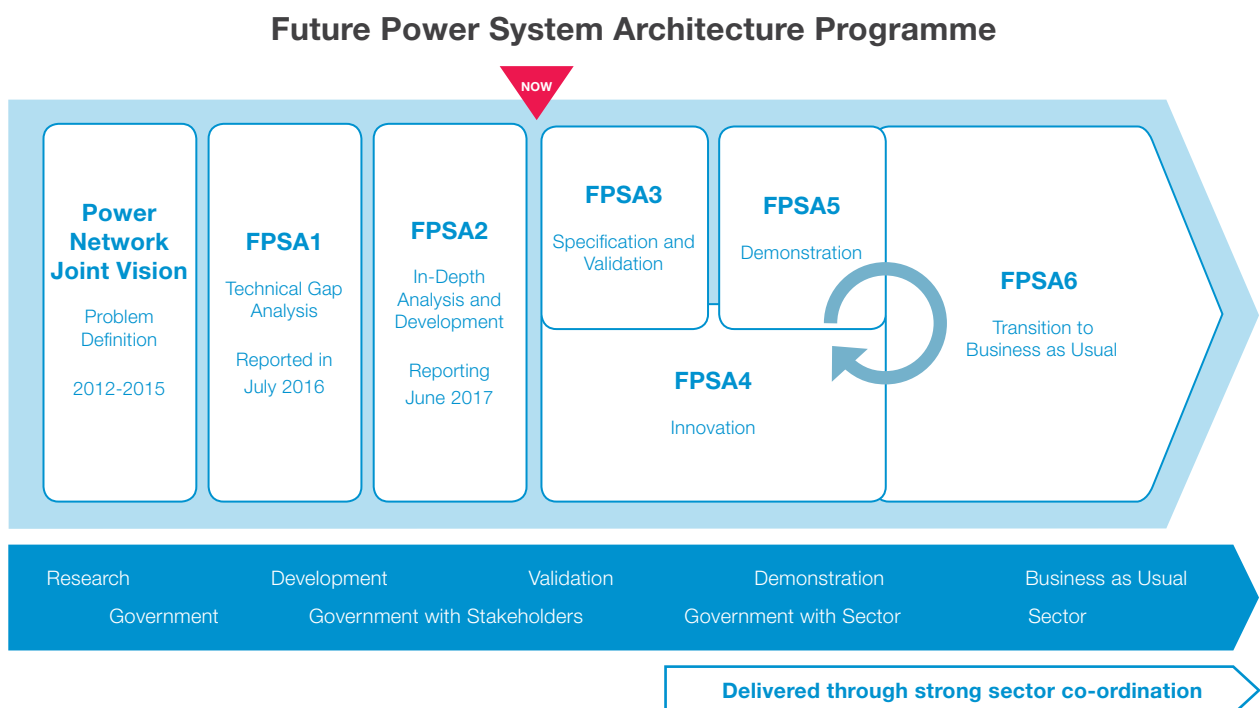 Future Power System Architecture Programme
NOW
Power
Network
Joint Vision
Problem
Definition
2012-2015
FPSA1
Technical Gap
Analysis
Reported in
July 2016
FPSA2
In-Depth
Analysis and
Development
Reporting
June 2017
FPSA3
Specification and
Validation
FPSA5
Demonstration
FPSA4
Innovation
FPSA6
Transition to
Business as Usual
Research Development Validation Demonstration Business as Usual
Government Government with Stakeholders Government with Sector Sector
Delivered through strong sector co-ordination